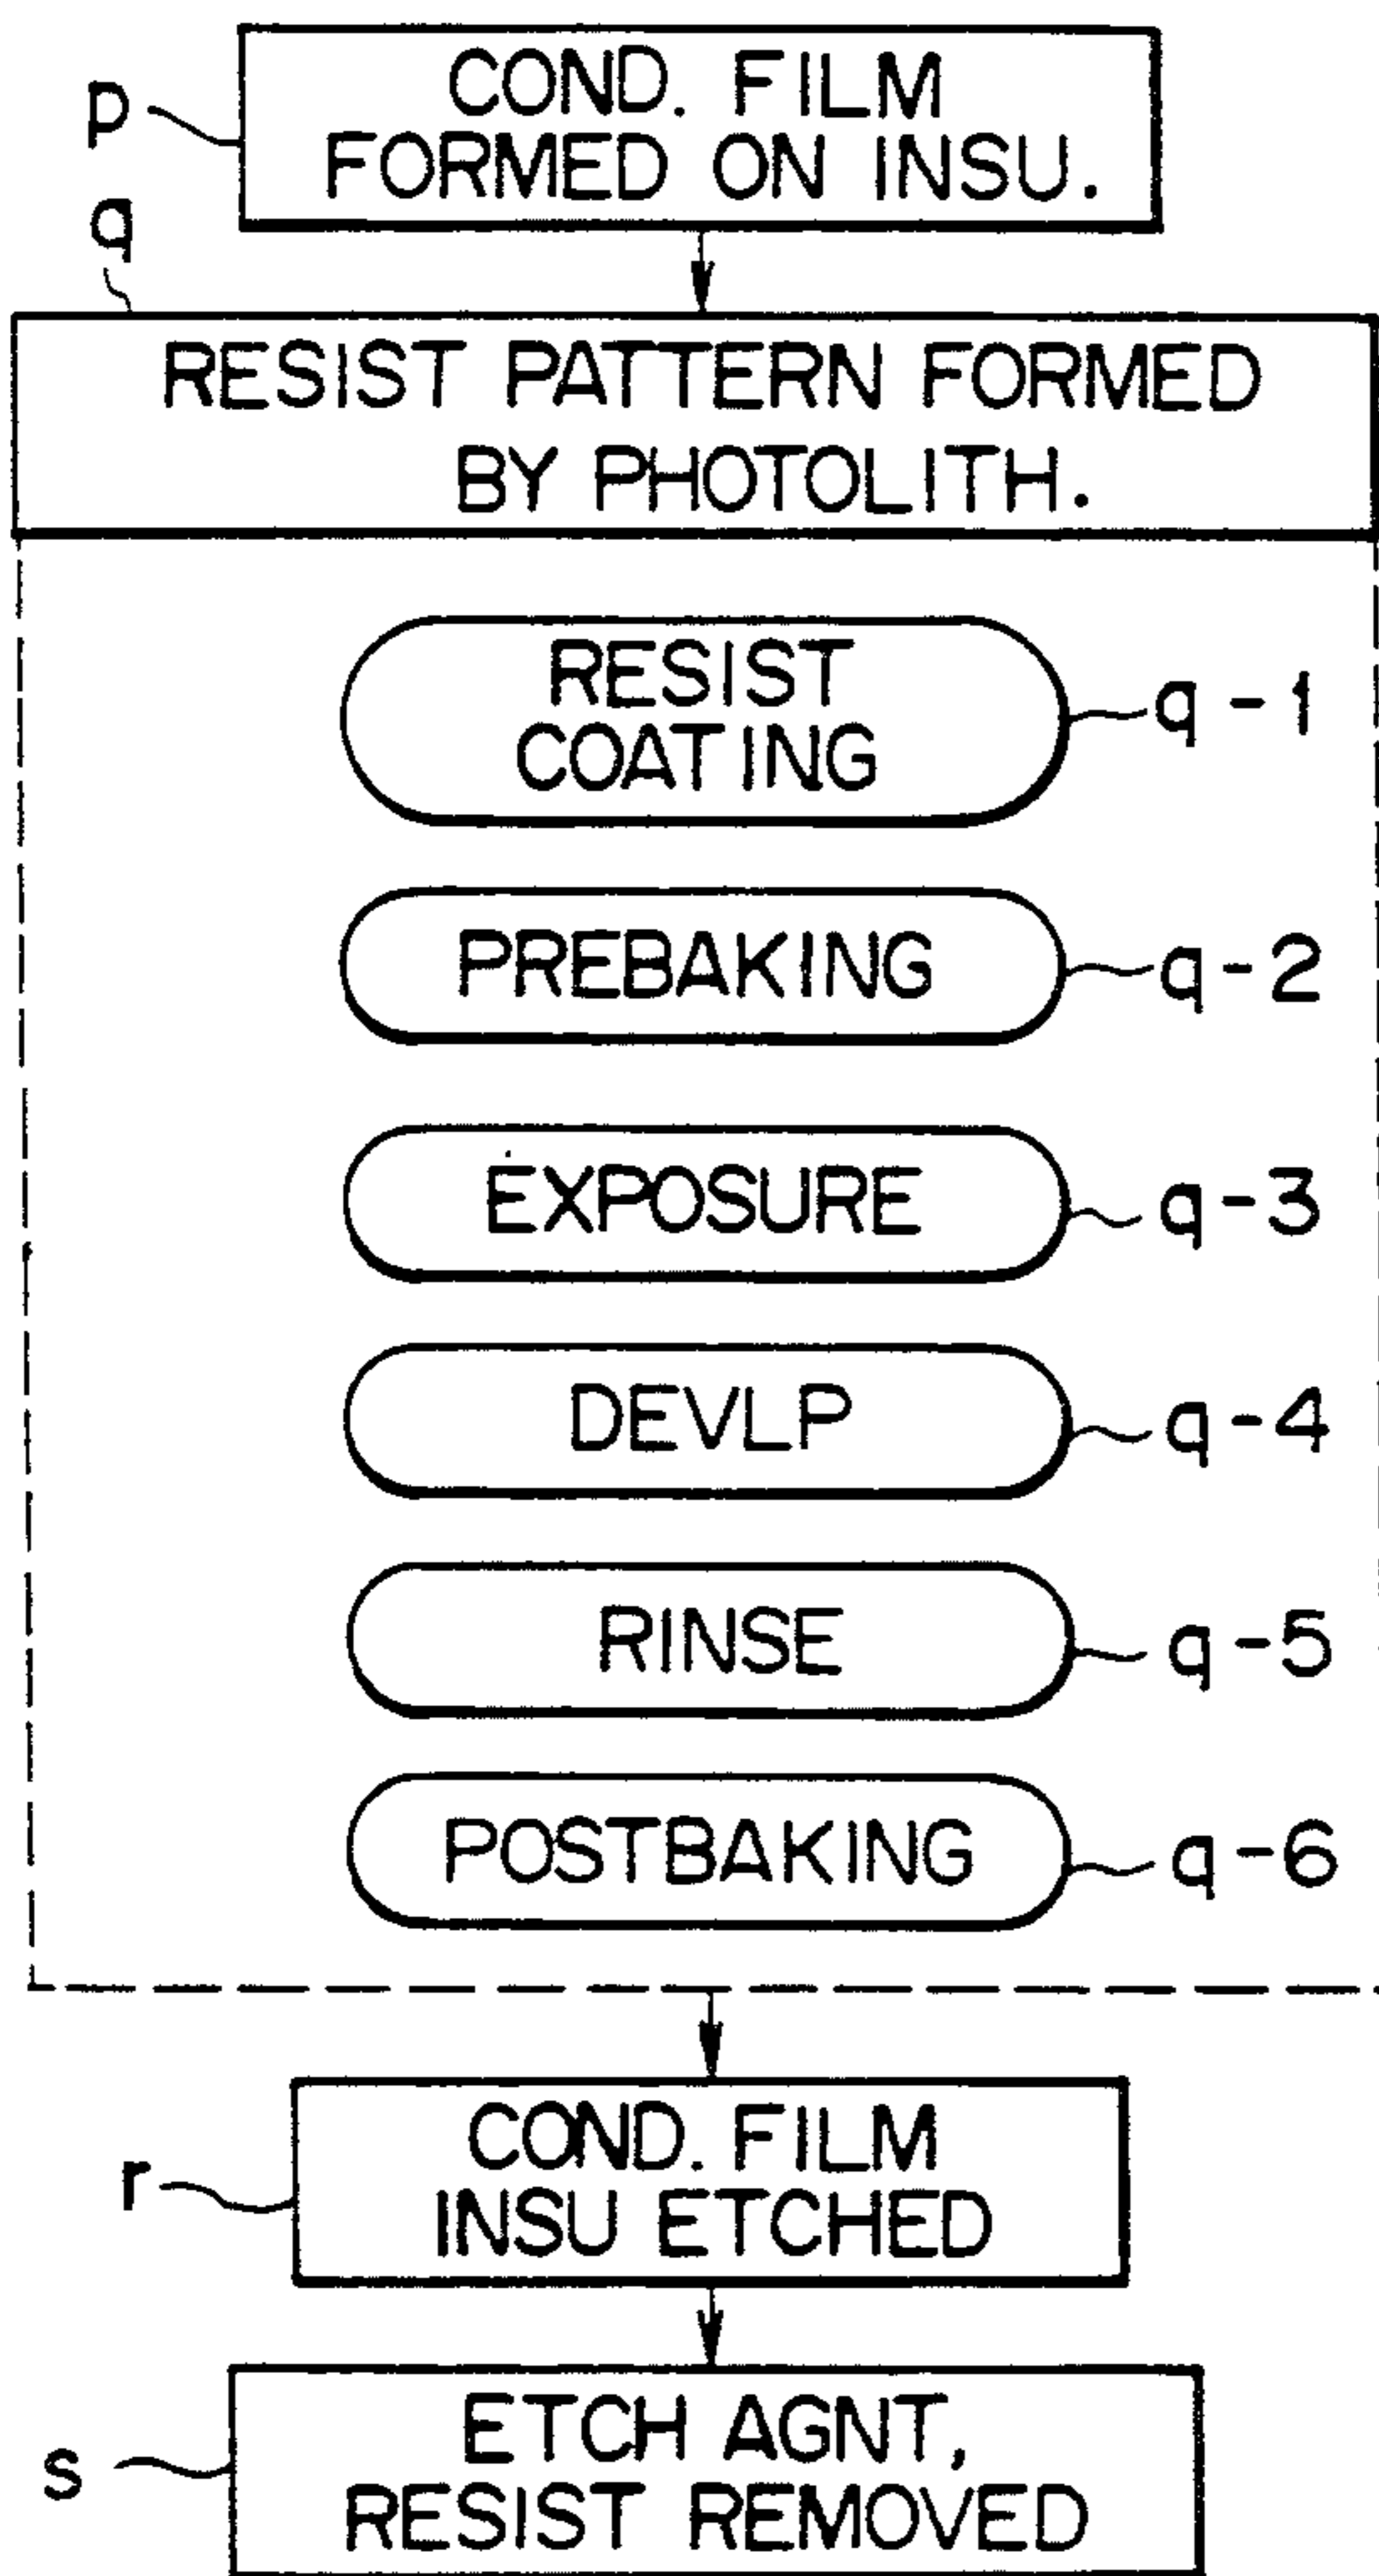 p
COND. FILM
FORMED ON INSU.
q
RESIST PATTERN FORMED
BY PHOTOLITH.
RESIST
COATING
q-1
PREBAKING
q-2
EXPOSURE
q-3
DEVLP
q-4
RINSE
q-5
POSTBAKING
q-6
r
COND. FILM
INSU ETCHED
s
ETCH AGNT,
RESIST REMOVED